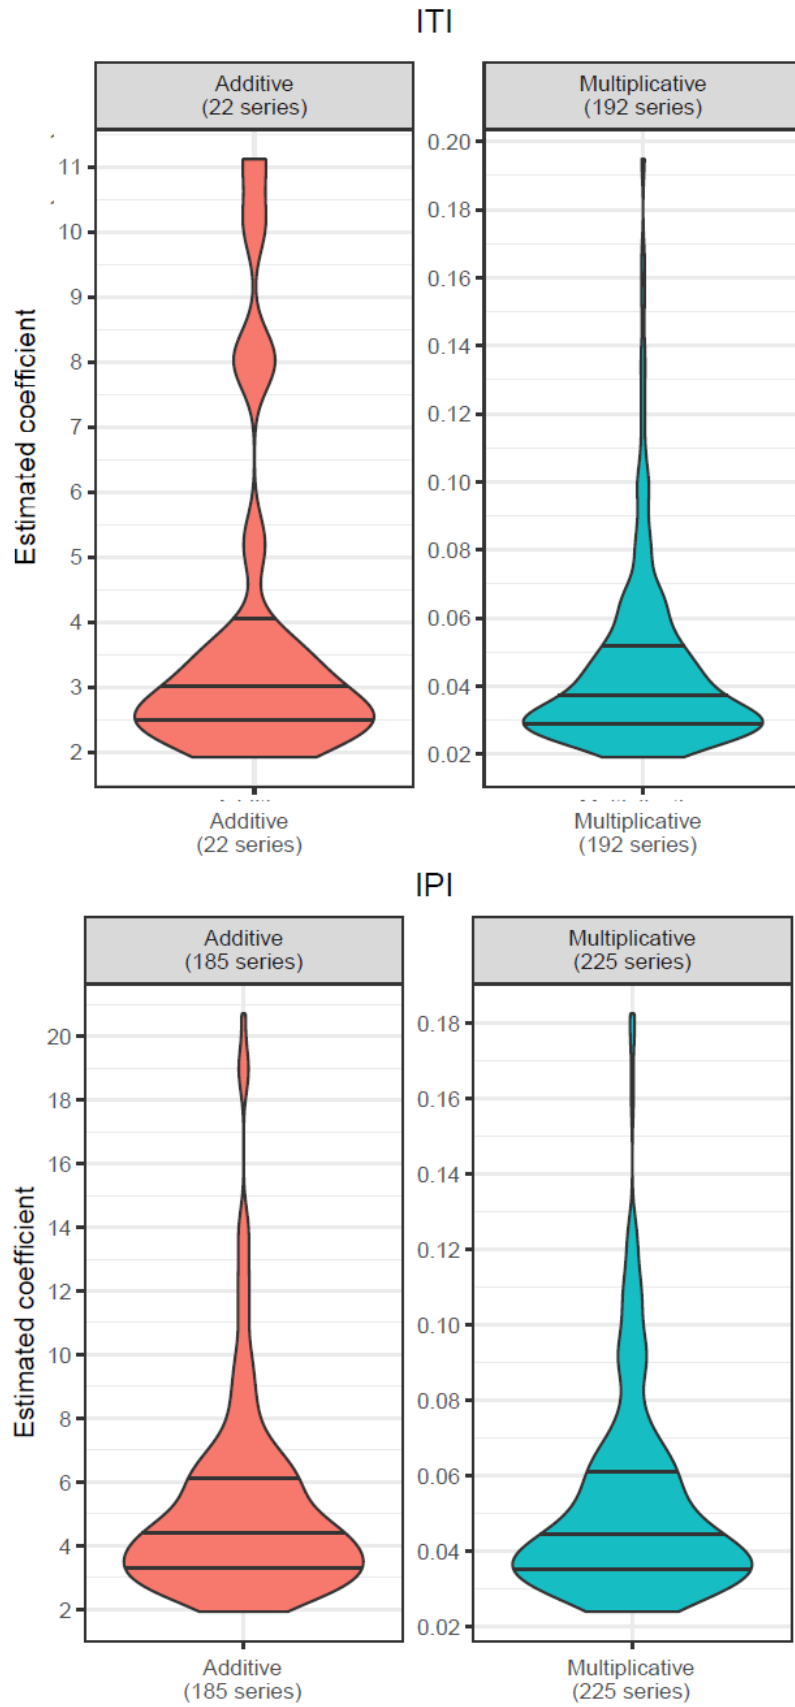 ITI
Additive
(22 series)
Multiplicative
(192 series)
Estimated coefficient
11
10
9
8
7
6
5
4
3
2
0.20
0.18
0.16
0.14
0.12
0.10
0.08
0.06
0.04
0.02
Additive
(22 series)
Multiplicative
(192 series)
IPI
Additive
(185 series)
Multiplicative
(225 series)
Estimated coefficient
20
18
16
14
12
10
8
6
4
2
0.18
0.16
0.14
0.12
0.10
0.08
0.06
0.04
0.02
Additive
(185 series)
Multiplicative
(225 series)